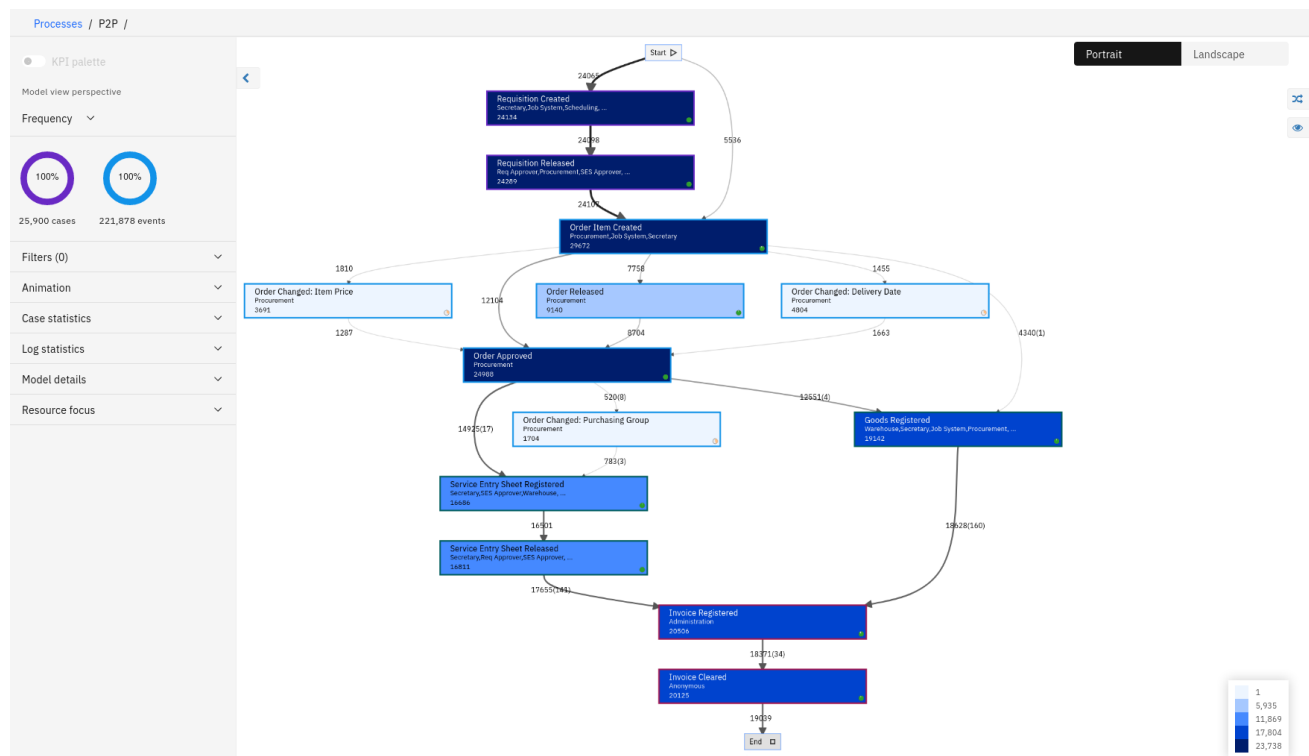 Processes / P2P /
KPI palette
Model view perspective
Frequency
100%
100%
25,900 cases
221,878 events
Filters (0)
Animation
Case statistics
Log statistics
Model details
Resource focus
Portrait
Landscape
Start
24065
5536
Requisition Created
Secretary,Job System,Scheduling, ...
24134
24098
Requisition Released
Req Approver,Procurement,SES Approver, ...
24289
24107
Order Item Created
Procurement,Job System,Secretary
29672
1810
7758
1455
Order Changed: Item Price
Procurement
3691
12104
Order Released
Procurement
9140
Order Changed: Delivery Date
Procurement
4804
4340(1)
1287
8704
1663
Order Approved
Procurement
24988
520(8)
12551(4)
14925(17)
Order Changed: Purchasing Group
Procurement
1704
Goods Registered
Warehouse,Secretary,Job System,Procurement, ...
19142
783(3)
Service Entry Sheet Registered
Secretary,SES Approver,Warehouse, ...
16686
16501
18628(160)
Service Entry Sheet Released
Secretary,Req Approver,SES Approver, ...
16811
17655(141)
Invoice Registered
Administration
20506
18371(34)
Invoice Cleared
Anonymous
20125
19039
End
1
5,935
11,869
17,804
23,738